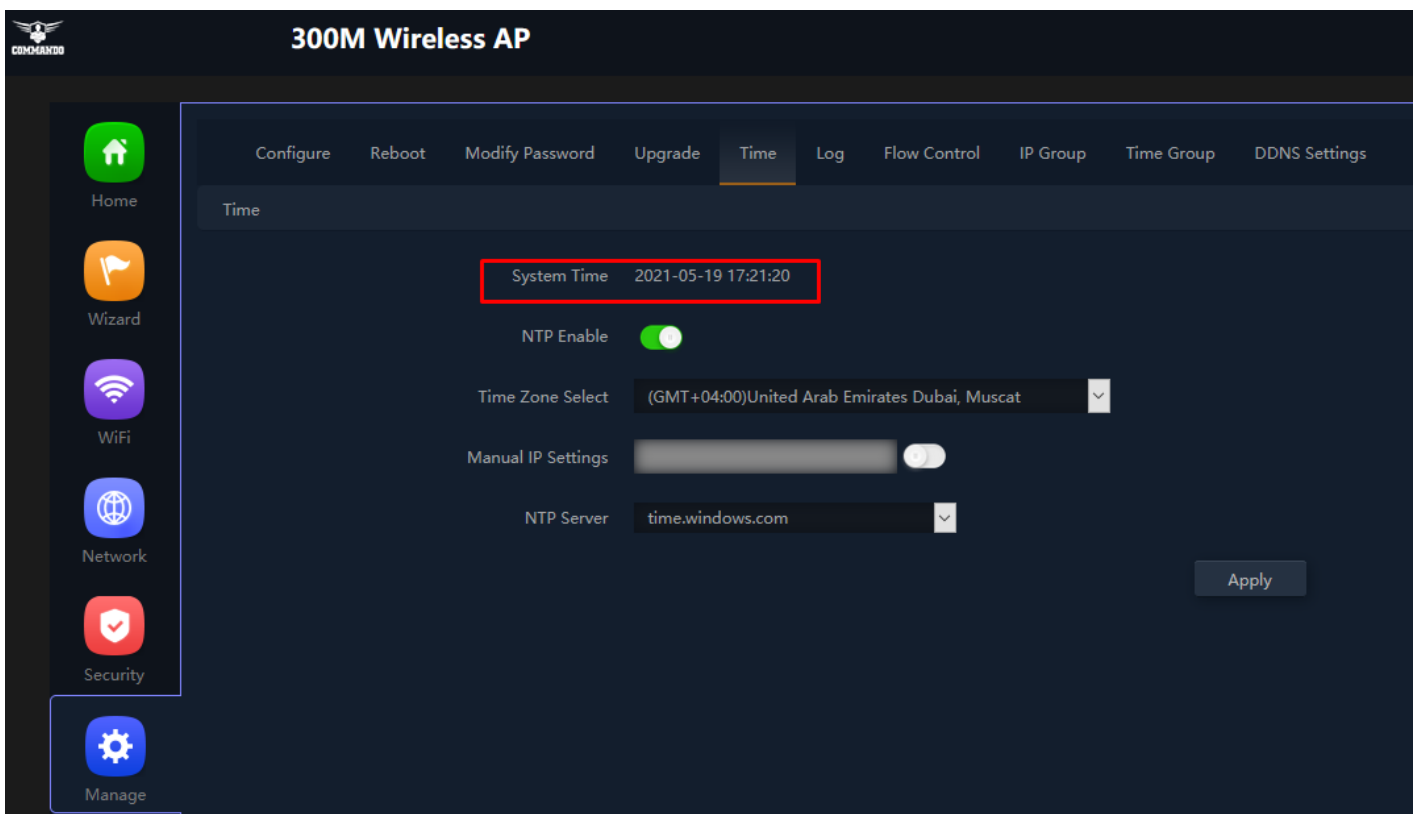 COMMANDO
300M Wireless AP
Configure Reboot Modify Password Upgrade Time Log Flow Control IP Group Time Group DDNS Settings
Time
Home
Wizard
WiFi
Network
Security
Manage
System Time 2021-05-19 17:21:20
NTP Enable
Time Zone Select (GMT+04:00)United Arab Emirates Dubai, Muscat
Manual IP Settings
NTP Server time.windows.com
Apply